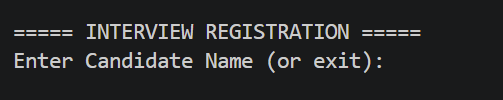 ===== INTERVIEW REGISTRATION =====
Enter Candidate Name (or exit):